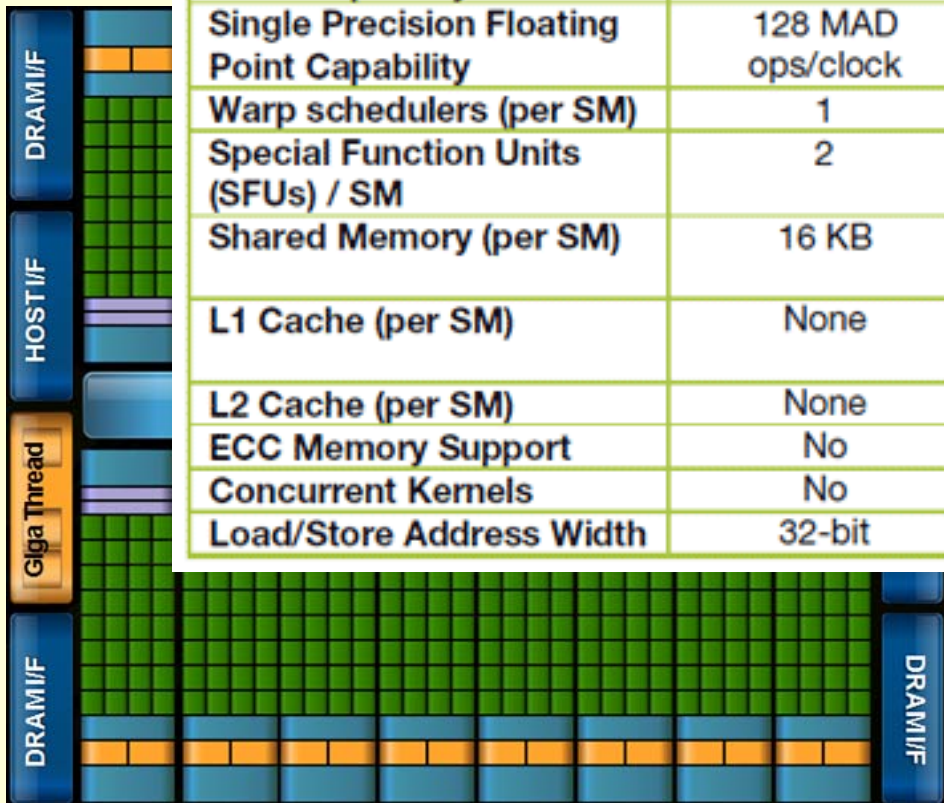 DRAM I/F
HOST I/F
Giga Thread
DRAM I/F
Single Precision Floating
Point Capability
128 MAD
ops/clock
Warp schedulers (per SM)
1
Special Function Units
(SFUs) / SM
2
Shared Memory (per SM)
16 KB
L1 Cache (per SM)
None
L2 Cache (per SM)
None
ECC Memory Support
No
Concurrent Kernels
No
Load/Store Address Width
32-bit
DRAM I/F